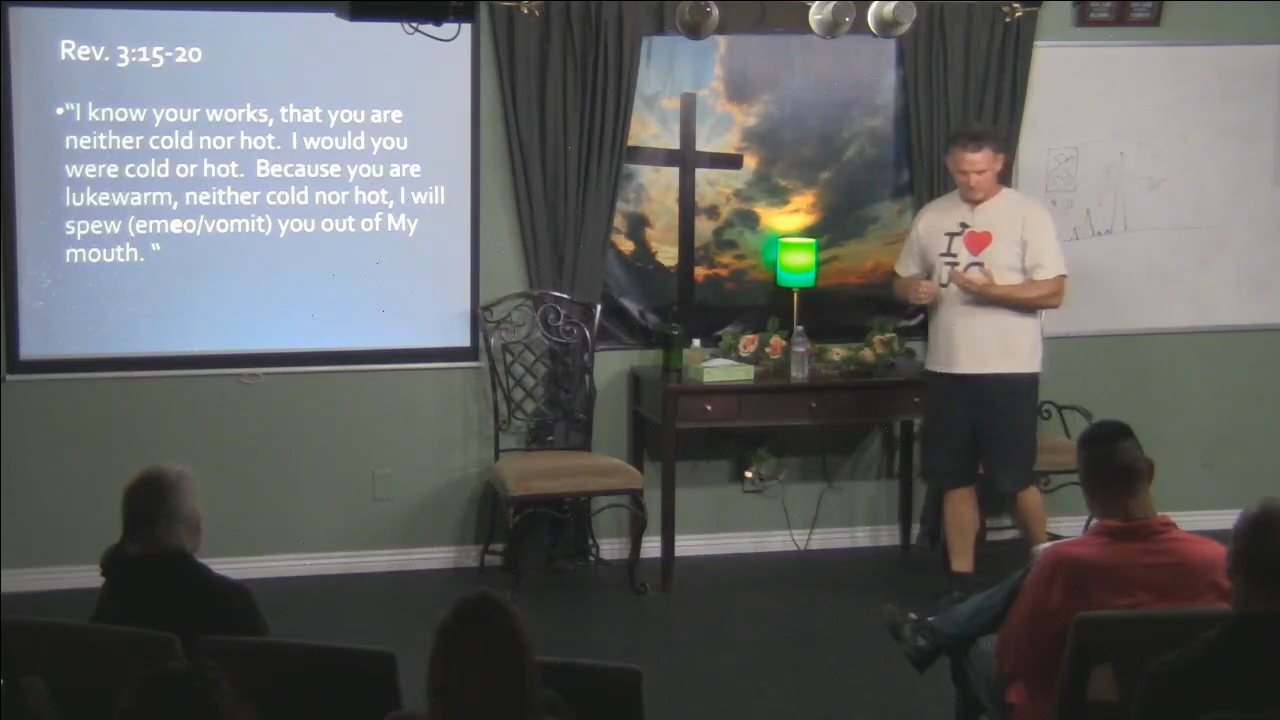 Rev. 3:15-20
•“I know your works, that you are
neither cold nor hot.  I would you
were cold or hot.  Because you are
lukewarm, neither cold nor hot, I will
spew (emeo/vomit) you out of My
mouth. “
I